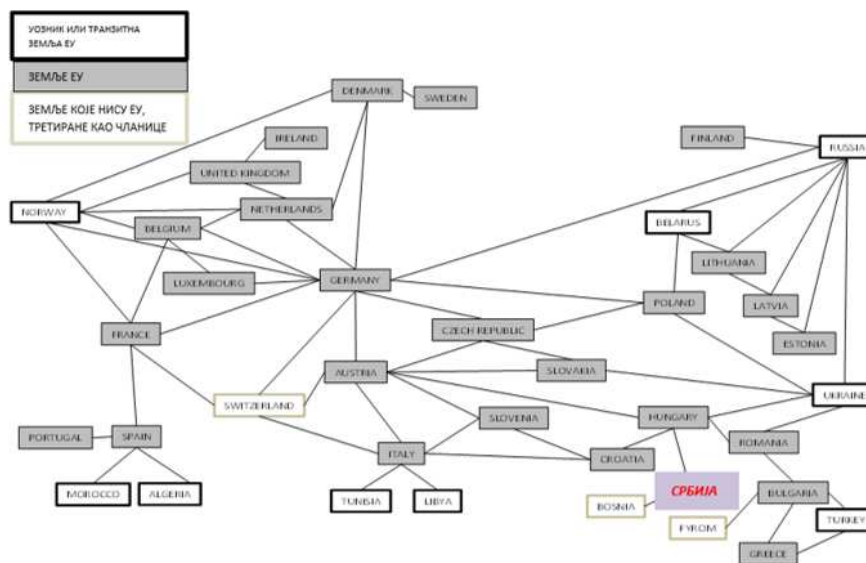 УОЗНИК ИЛИ ТРАНЗИТНА
ЗЕМЉА ЕУ
ЗЕМЉЕ ЕУ
ЗЕМЉЕ КОЈЕ НИСУ ЕУ,
ТРЕТИРАНЕ КАО ЧЛАНИЦЕ
DENMARK
SWEDEN
IRELAND
FINLAND
RUSSIA
UNITED KINGDOM
NORWAY
NETHERLANDS
BELGIUM
BELARUS
LITHUANIA
LUXEMBOURG
GERMANY
POLAND
LATVIA
FRANCE
CZECH REPUBLIC
ESTONIA
AUSTRIA
SLOVAKIA
SWITZERLAND
UKRAINE
SLOVENIA
HUNGARY
PORTUGAL
SPAIN
ROMANIA
ITALY
CROATIA
MOROCCO
ALGERIA
TUNISIA
LIBYA
СРБИЈА
BULGARIA
BOSNIA
FYROM
TURKEY
GREECE